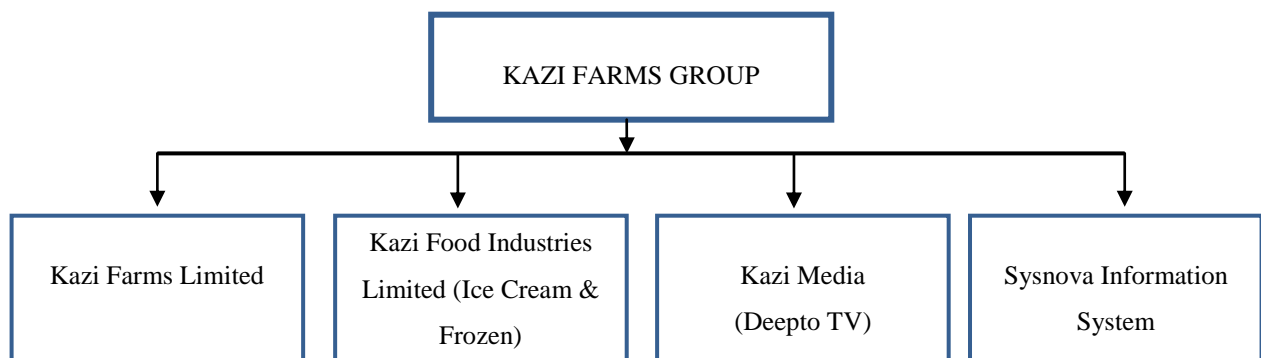 KAZI FARMS GROUP
Kazi Farms Limited
Kazi Food Industries
Limited (Ice Cream &
Frozen)
Kazi Media
(Deepto TV)
Sysnova Information
System